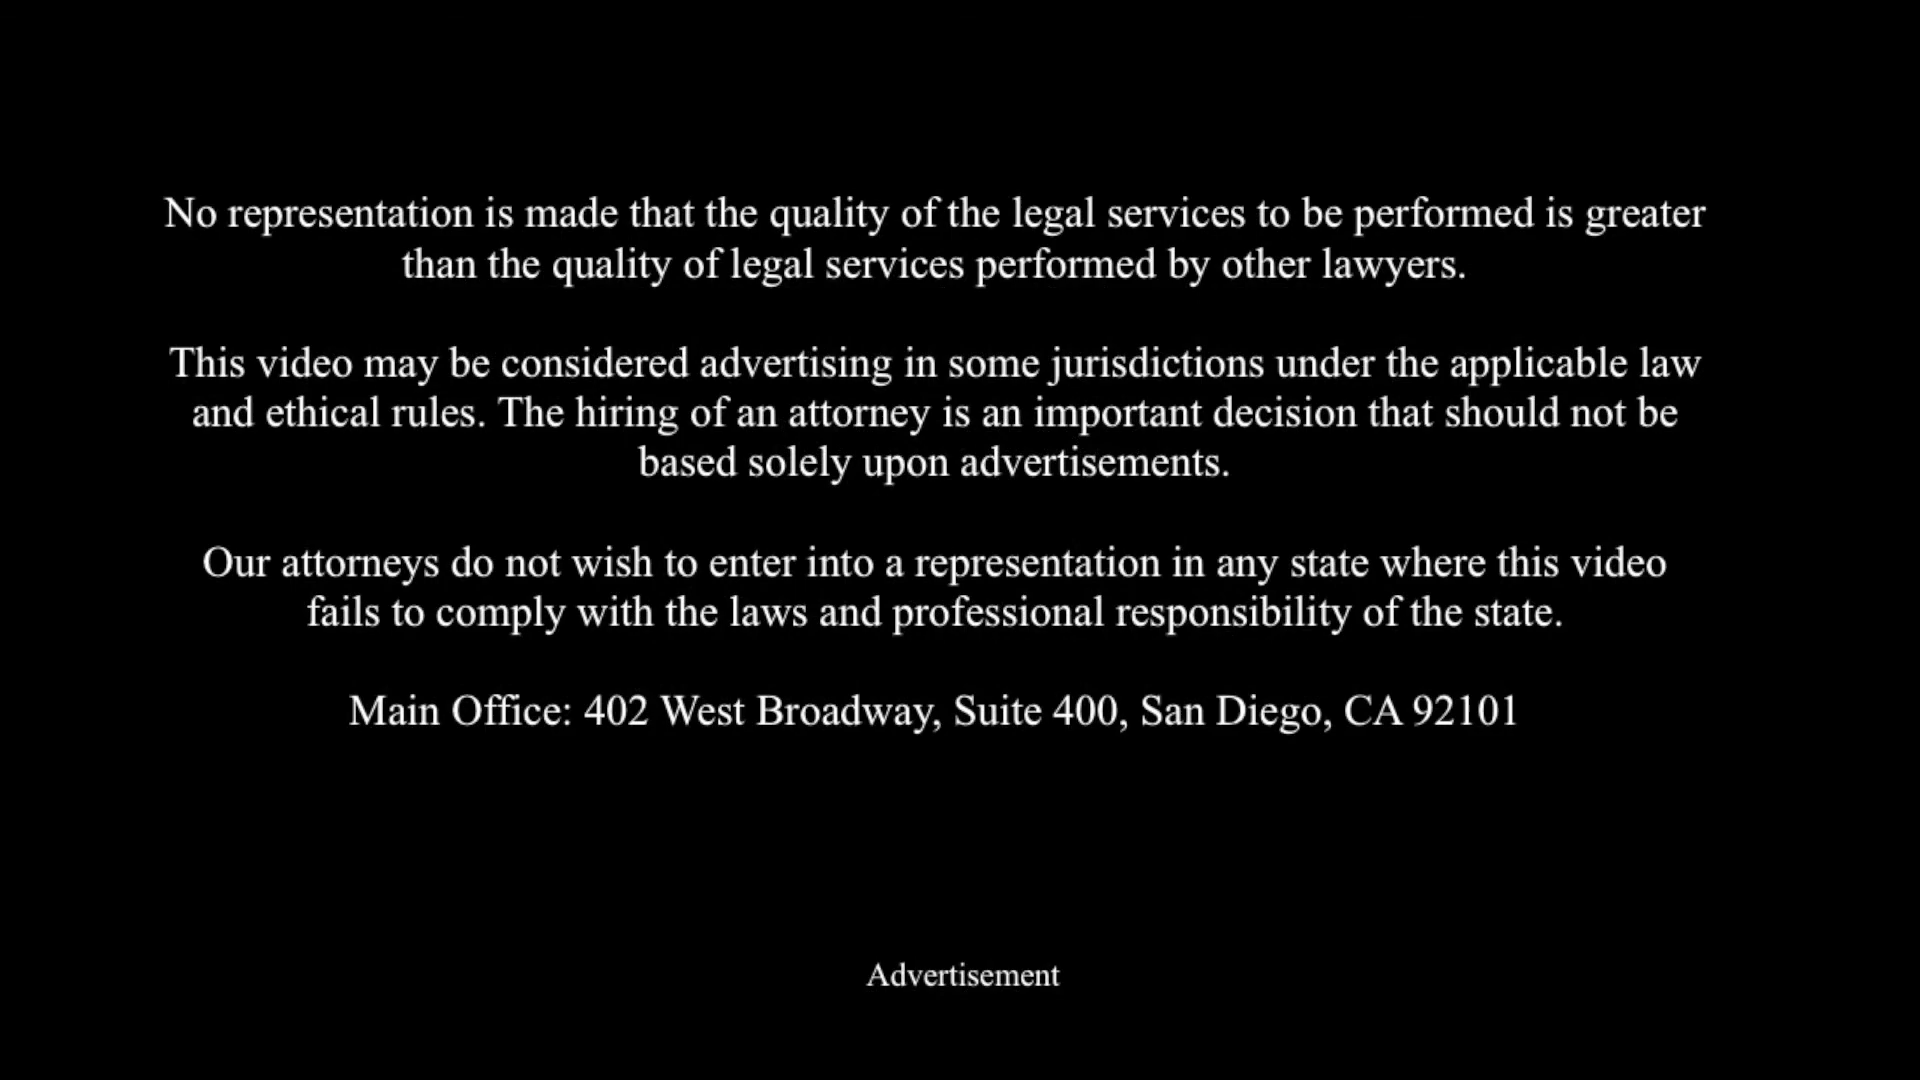 No representation is made that the quality of the legal services to be performed is greater
than the quality of legal services performed by other lawyers.
This video may be considered advertising in some jurisdictions under the applicable law
and ethical rules. The hiring of an attorney is an important decision that should not be
based solely upon advertisements.
Our attorneys do not wish to enter into a representation in any state where this video
fails to comply with the laws and professional responsibility of the state.
Main Office: 402 West Broadway, Suite 400, San Diego, CA 92101
Advertisement